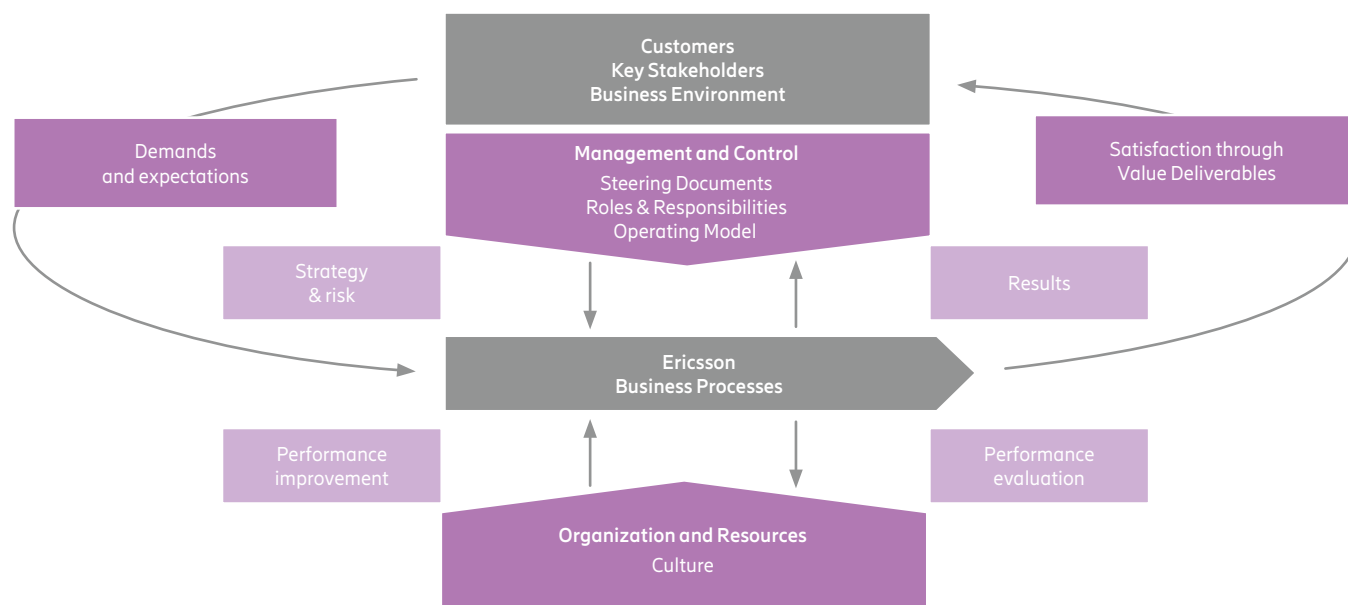 Customers
Key Stakeholders
Business Environment
Demands
and expectations
Management and Control
Steering Documents
Roles & Responsibilities
Operating Model
Satisfaction through
Value Deliverables
Strategy
& risk
Results
Ericsson
Business Processes
Performance
improvement
Performance
evaluation
Organization and Resources
Culture